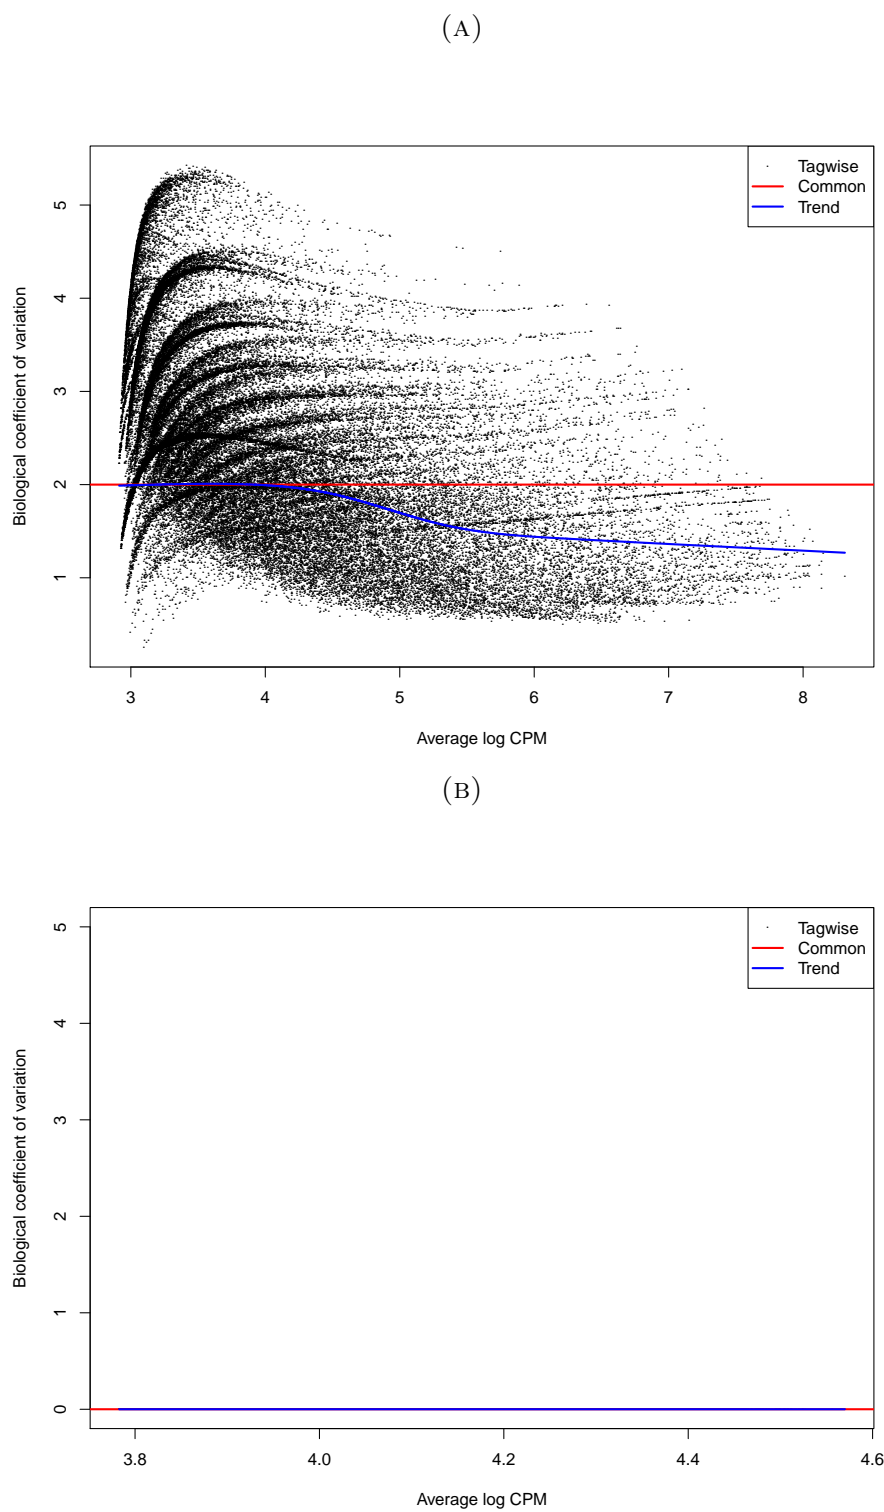 (A)
Tagwise
Common
Trend
5
4
3
2
1
Biological coefficient of variation
3 4 5 6 7 8
Average log CPM
(B)
Tagwise
Common
Trend
5
4
3
2
1
0
Biological coefficient of variation
3.8 4.0 4.2 4.4 4.6
Average log CPM